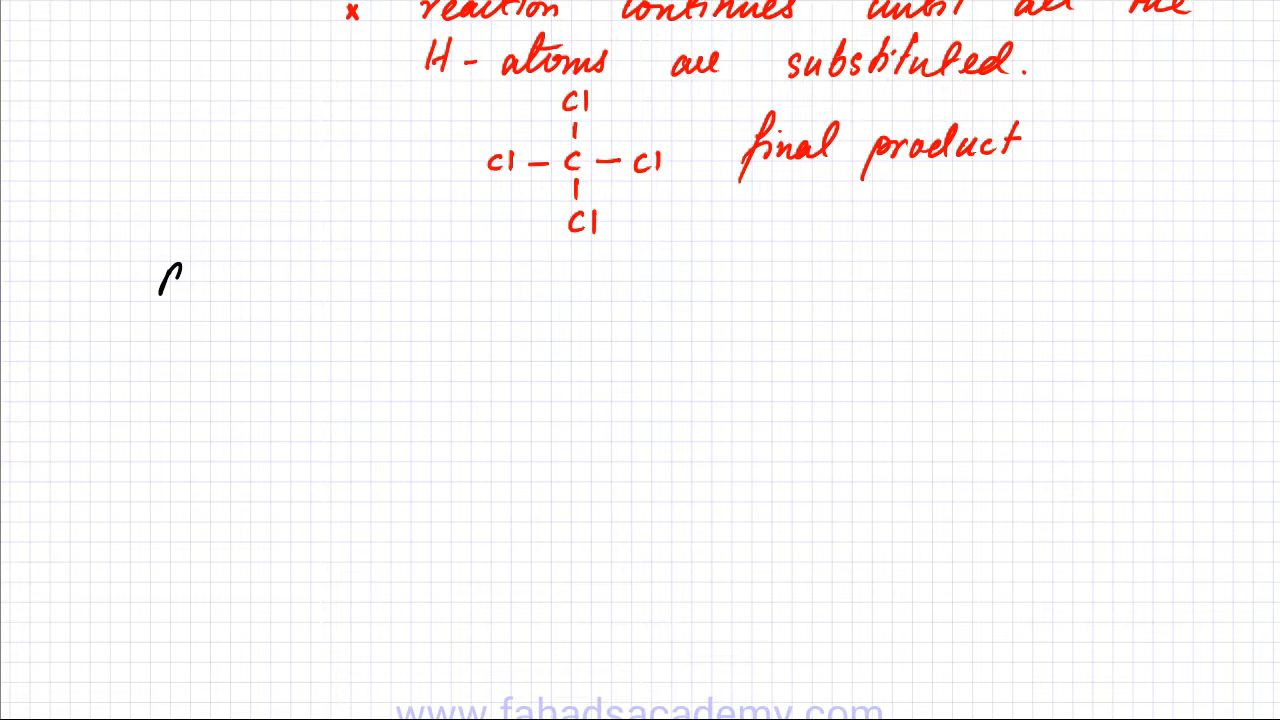 x reaction continues until all the
H - atoms are substituted.
Cl
Cl - C - Cl final product
Cl
www.fahadsacademy.com